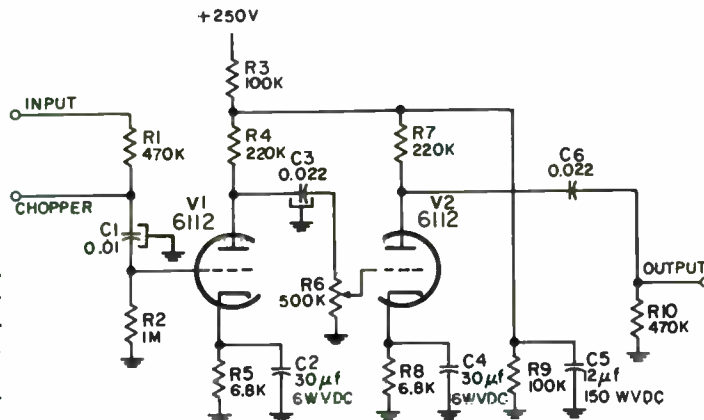 +250V
R3
100K
INPUT
R1
470K
R4
220K
R7
220K
C3
0.022
C6
0.022
CHOPPER
V1
6112
V2
6112
C1
0.01
R6
500K
OUTPUT
R2
1M
R10
470K
R5
6.8K
C2
30μf
6WVDC
R8
6.8K
C4
30μf
6WVDC
R9
100K
C5
12μf
150 WVDC